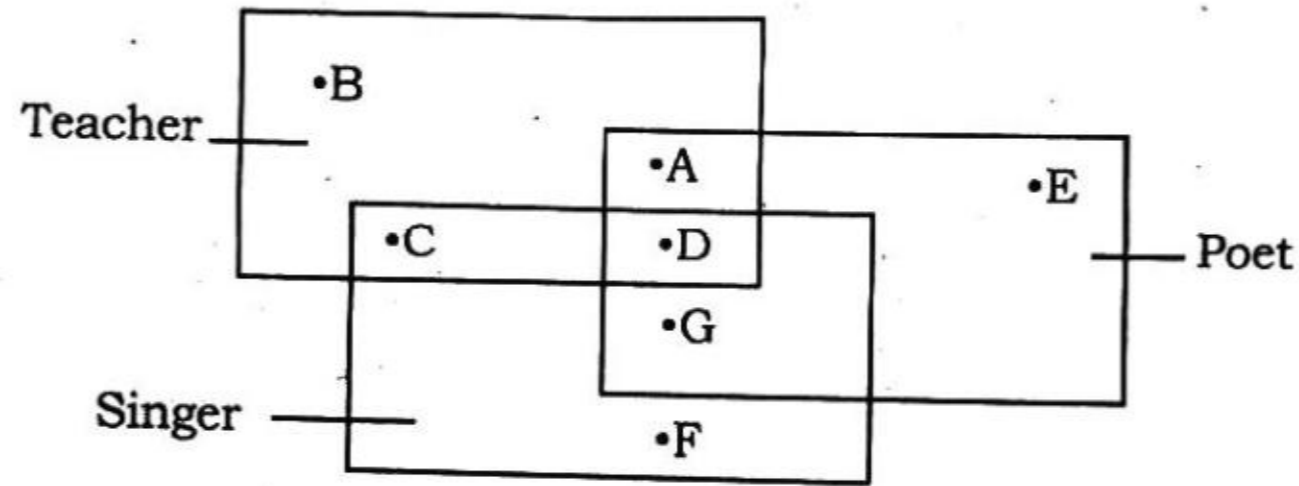 •B
Teacher
•A
•E
•C
•D
Poet
•G
Singer
•F